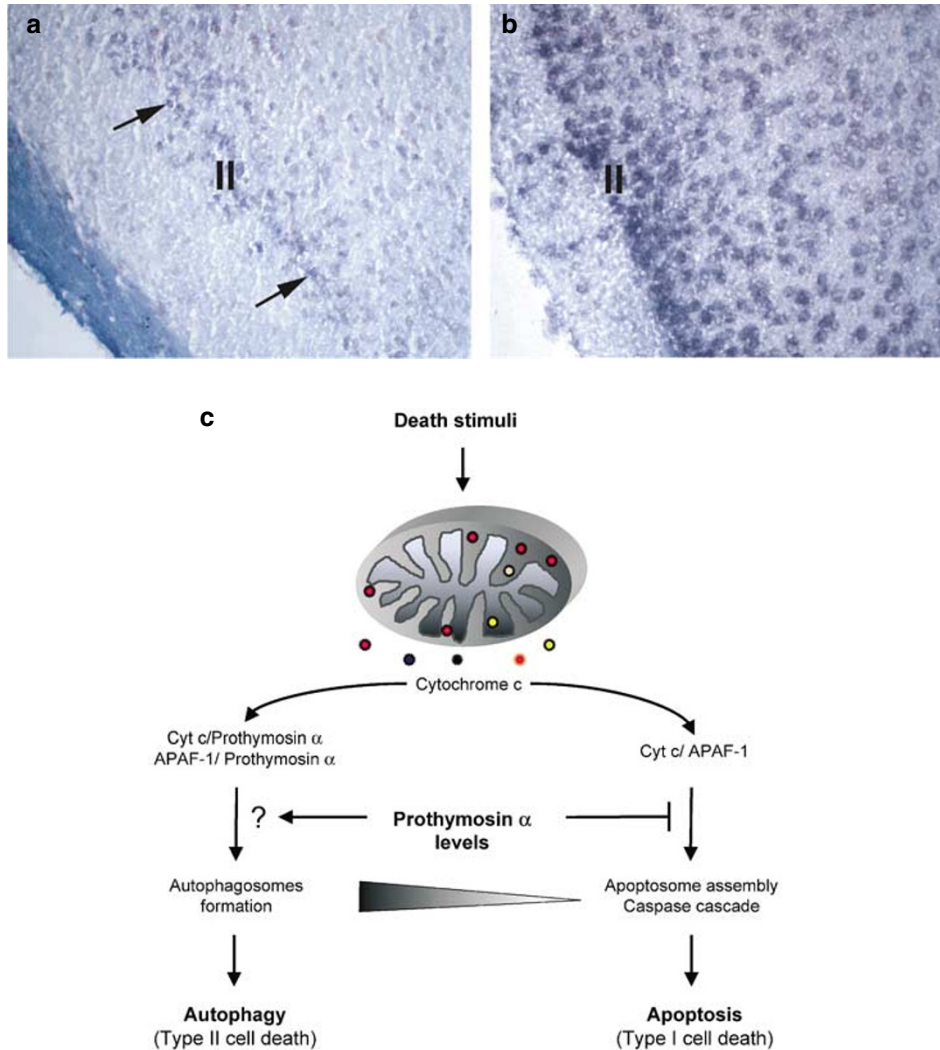 a
b
II
II
c
Death stimuli
Cytochrome c
Cyt c/Prothymosin α
APAF-1/ Prothymosin α
Cyt c/ APAF-1
?
Prothymosin α
levels
Autophagosomes
formation
Apoptosome assembly
Caspase cascade
Autophagy
(Type II cell death)
Apoptosis
(Type I cell death)